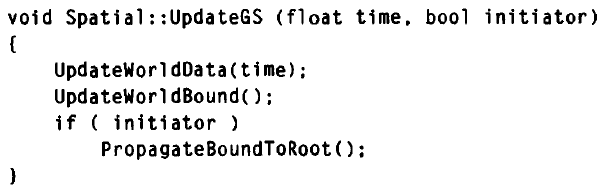 void Spatial::UpdateGS (float time, bool initiator)
{
    UpdateWorldData(time);
    UpdateWorldBound();
    if ( initiator )
        PropagateBoundToRoot();
}